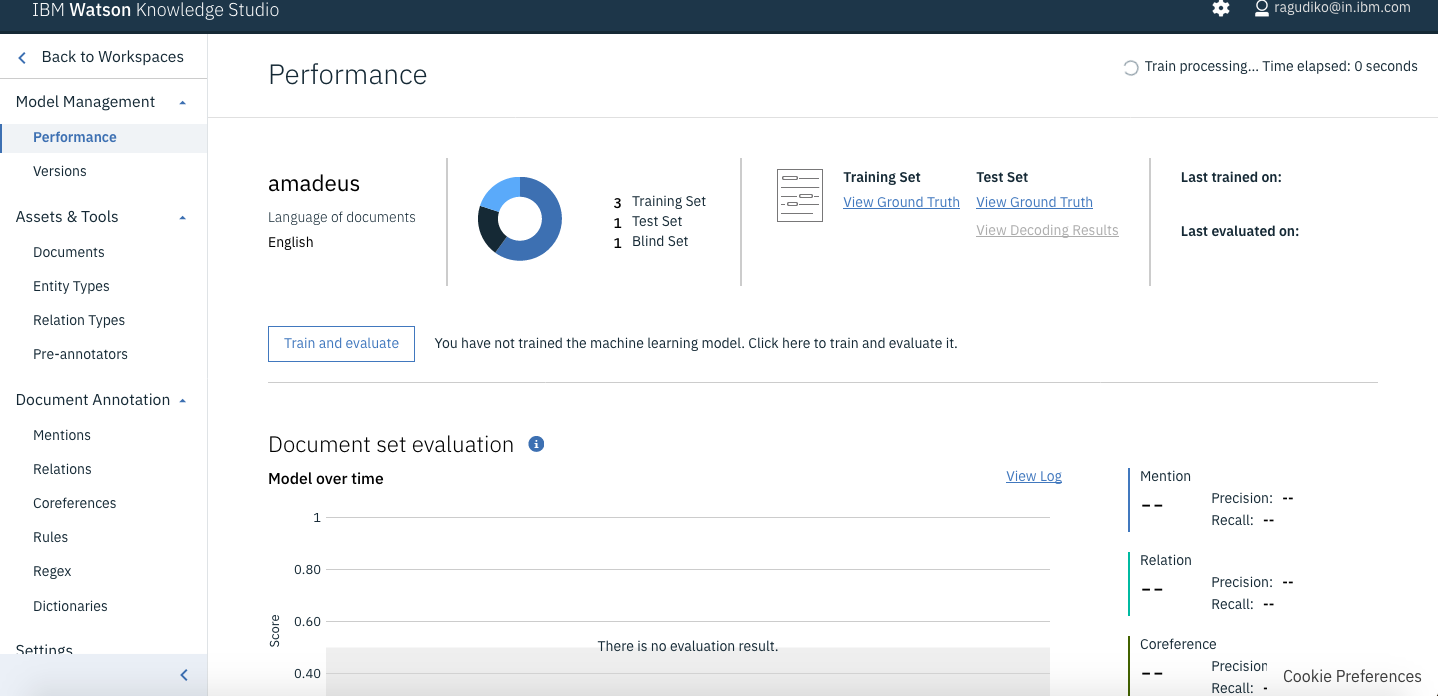 IBM Watson Knowledge Studio
ragudiko@in.ibm.com
Back to Workspaces
Model Management
Performance
Versions
Assets & Tools
Documents
Entity Types
Relation Types
Pre-annotators
Document Annotation
Mentions
Relations
Coreferences
Rules
Regex
Dictionaries
Settings
Performance
Train processing... Time elapsed: 0 seconds
amadeus
Language of documents
English
3 Training Set
1 Test Set
1 Blind Set
Training Set
View Ground Truth
Test Set
View Ground Truth
View Decoding Results
Last trained on:
Last evaluated on:
Train and evaluate
You have not trained the machine learning model. Click here to train and evaluate it.
Document set evaluation
Model over time
View Log
1
0.80
0.60
0.40
Score
There is no evaluation result.
Mention
--
Precision: --
Recall: --
Relation
--
Precision: --
Recall: --
Coreference
--
Precision
Recall: -
Cookie Preferences